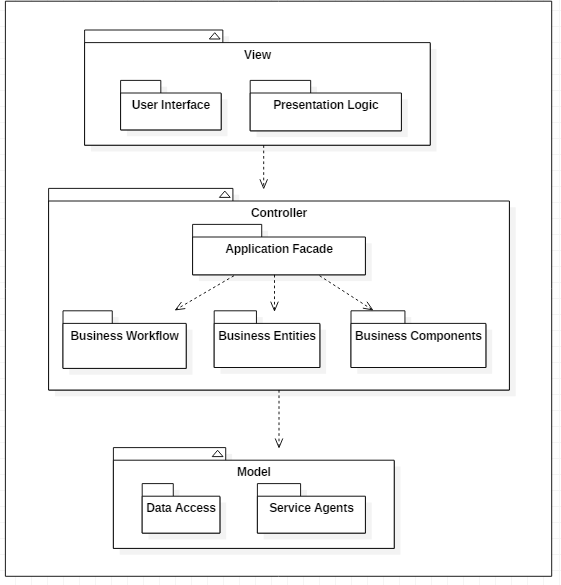 View
User Interface
Presentation Logic
Controller
Application Facade
Business Workflow
Business Entities
Business Components
Model
Data Access
Service Agents